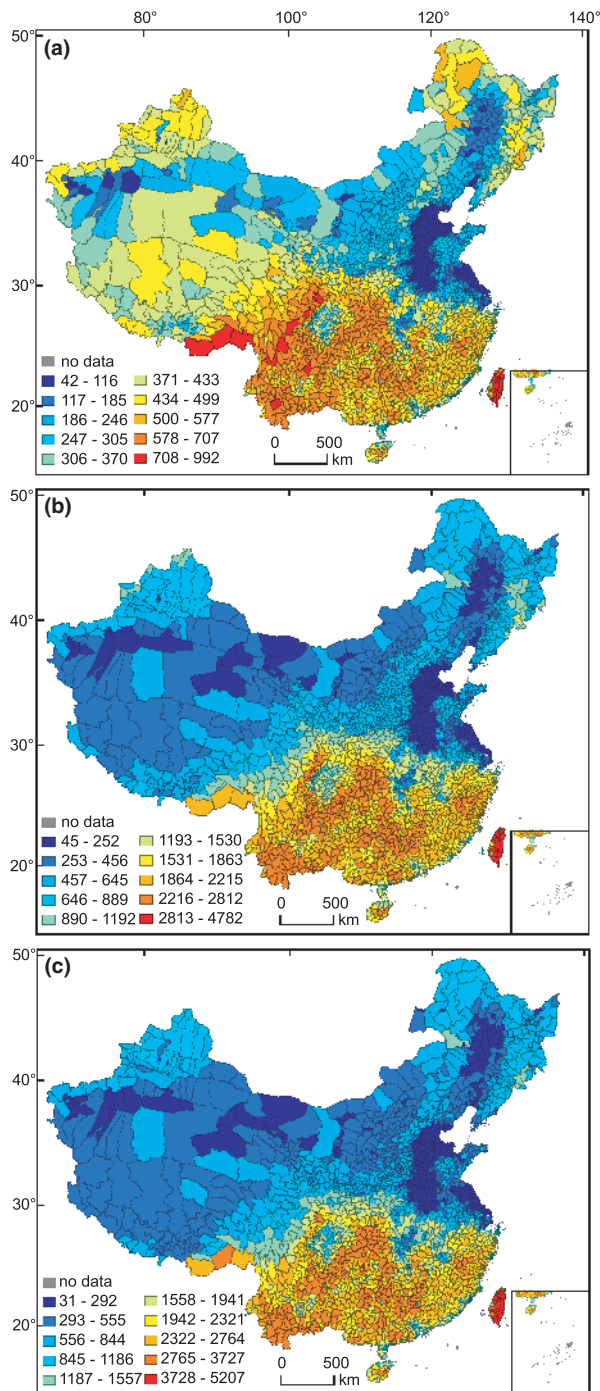 80° 100° 120° 140°
50°
(a)
40°
30°
20°
no data
42 - 116 371 - 433
117 - 185 434 - 499
186 - 246 500 - 577
247 - 305 578 - 707
306 - 370 708 - 992
0 500
km
50°
(b)
40°
30°
20°
no data
45 - 252 1193 - 1530
253 - 456 1531 - 1863
457 - 645 1864 - 2215
646 - 889 2216 - 2812
890 - 1192 2813 - 4782
0 500
km
50°
(c)
40°
30°
20°
no data
31 - 292 1558 - 1941
293 - 555 1942 - 2321
556 - 844 2322 - 2764
845 - 1186 2765 - 3727
1187 - 1557 3728 - 5207
0 500
km